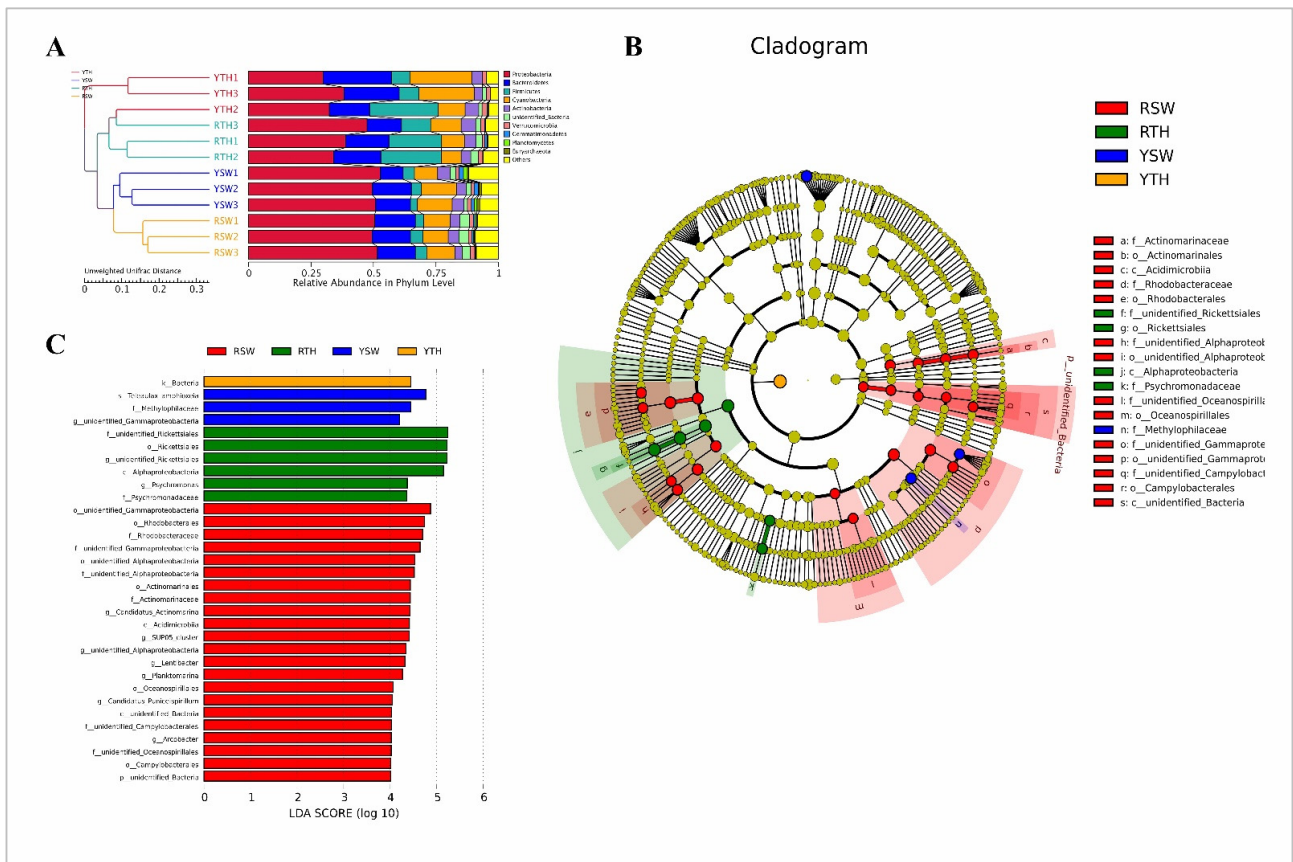 A
YTH
YSW
RTH
RSW
YTH1
YTH3
YTH2
RTH3
RTH1
RTH2
YSW1
YSW2
YSW3
RSW1
RSW2
RSW3
Unweighted Unifrac Distance
0 0.1 0.2 0.3
0 0.25 0.5 0.75 1
Relative Abundance in Phylum Level
Proteobacteria
Bacteroidetes
Firmicutes
Cyanobacteria
Actinobacteria
unidentified_Bacteria
Verrucomicrobia
Gemmatimonadetes
Planctomycetes
Euryarchaeota
Others
B
Cladogram
RSW
RTH
YSW
YTH
c
b
a
p__unidentified_Bacteria
s
r
q
o
p
n
l
m
k
h
i
f
g
j
d
e
a: f__Actinomarinaceae
b: o__Actinomarinales
c: c__Acidimicrobiia
d: f__Rhodobacteraceae
e: o__Rhodobacterales
f: f__unidentified_Rickettsiales
g: o__Rickettsiales
h: f__unidentified_Alphaproteob
i: o__unidentified_Alphaproteob
j: c__Alphaproteobacteria
k: f__Psychromonadaceae
l: f__unidentified_Oceanospirilla
m: o__Oceanospirillales
n: f__Methylophilaceae
o: f__unidentified_Gammaprote
p: o__unidentified_Gammaprote
q: f__unidentified_Campylobact
r: o__Campylobacterales
s: c__unidentified_Bacteria
C
RSW RTH YSW YTH
k__Bacteria
s__Teleaulax_amphioxeia
f__Methylophilaceae
g__unidentified_Gammaproteobacteria
f__unidentified_Rickettsiales
o__Rickettsiales
g__unidentified_Rickettsiales
c__Alphaproteobacteria
g__Psychromonas
f__Psychromonadaceae
o__unidentified_Gammaproteobacteria
o__Rhodobacterales
f__Rhodobacteraceae
f__unidentified_Gammaproteobacteria
o__unidentified_Alphaproteobacteria
f__unidentified_Alphaproteobacteria
o__Actinomarinales
f__Actinomarinaceae
g__Candidatus_Actinomarina
c__Acidimicrobiia
g__SUP05_cluster
g__unidentified_Alphaproteobacteria
g__Lentibacter
g__Planktomarina
o__Oceanospirillales
g__Candidatus_Puniceispirillum
c__unidentified_Bacteria
f__unidentified_Campylobacterales
g__Arcobacter
f__unidentified_Oceanospirillales
o__Campylobacterales
p__unidentified_Bacteria
0 1 2 3 4 5 6
LDA SCORE (log 10)